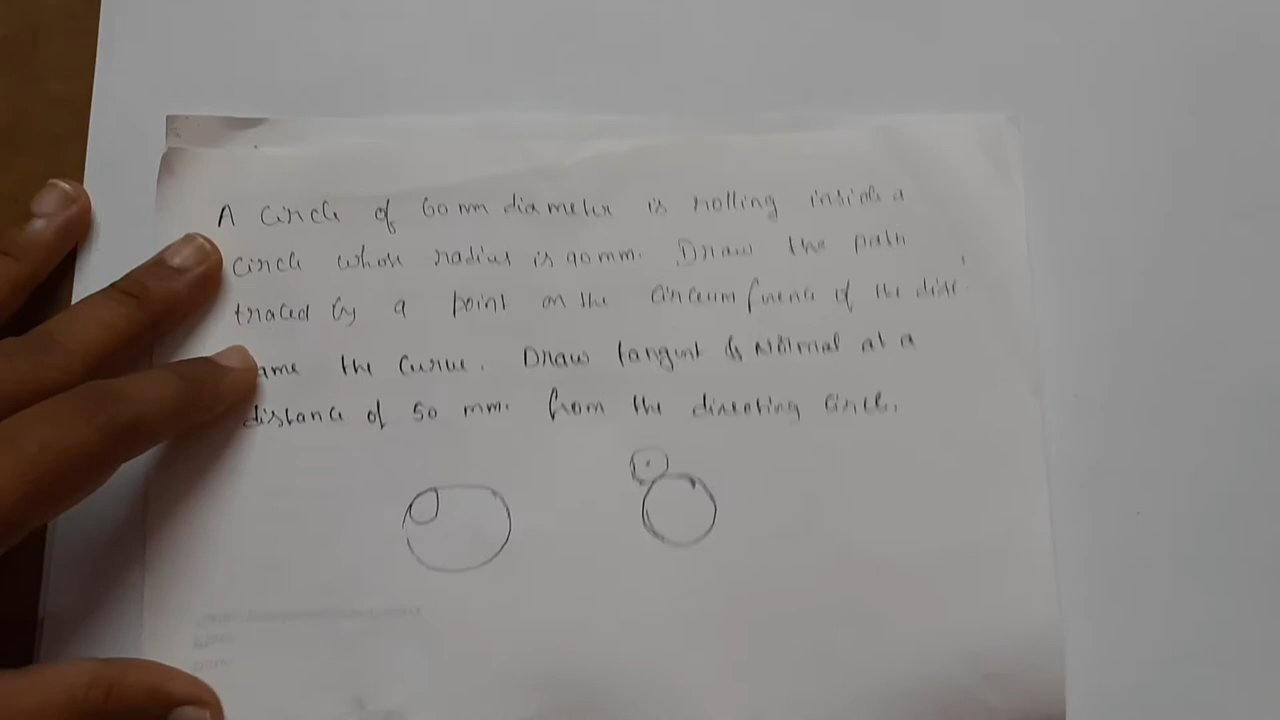 A circle of 60 mm diameter is rolling inside a
circle whose radius is 90 mm. Draw the path
traced by a point on the circumference of the disc
ame the curve. Draw tangent & Normal at a
distance of 50 mm. from the directing circle.